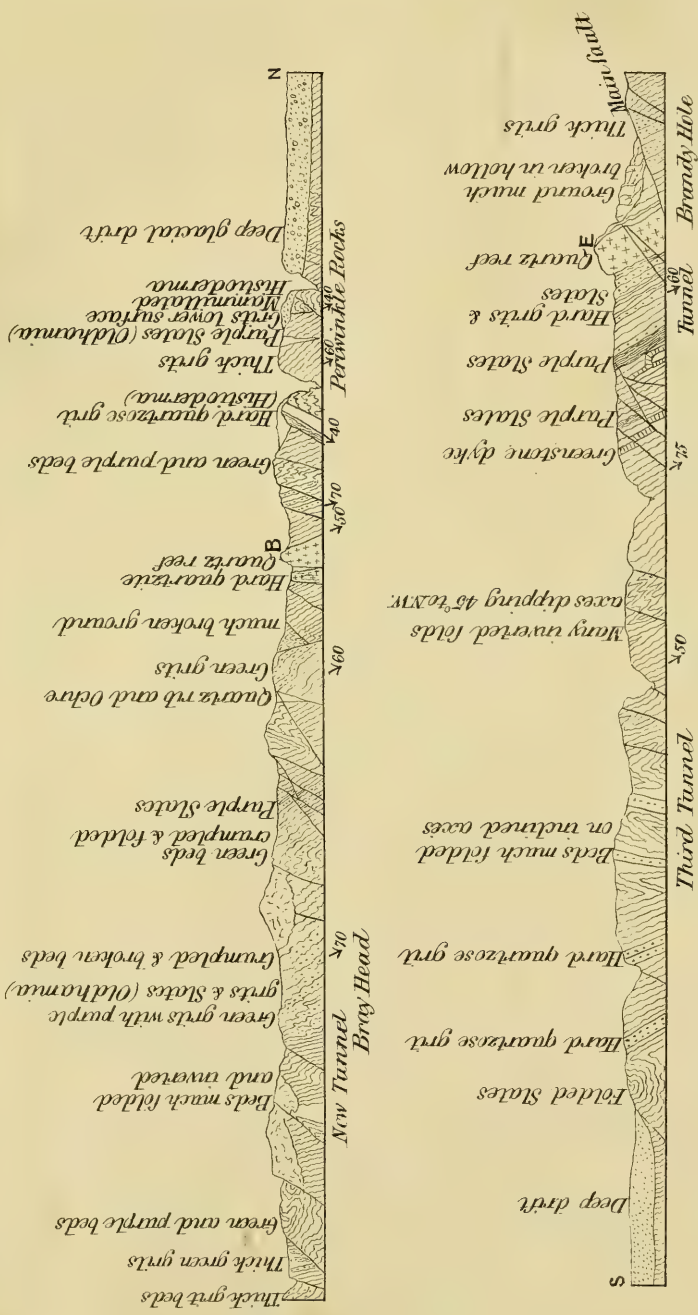 Thick grit beds
Thick green grits
Green and purple beds
Beds much folded
and inverted
Green grits with purple
grits & Slates (Oldhamia)
Crumpled & broken beds
Green beds
crumpled & folded
Purple Slates
Quartz rib and Ochre
Green grits
much broken ground
Hard quartzite
Quartz reef
B
Green and purple beds
Hard quartzose grit
(Histioderma)
Thick grits
Purple Slates (Oldhamia)
Grits lower surface
Mammillated
Histioderma
Deep glacial drift
N
New Tunnel
Bray Head
70
60
50
70
40
60
40
Periwinkle Rocks
S
Deep drift
Folded Slates
Hard quartzose grit
Hard quartzose grit
Beds much folded
on inclined axes
Many inverted folds
axes dipping 45° to N.W.
Greenstone dyke
Purple Slates
Purple Slates
Hard grits &
Slates
Quartz reef
E
Ground much
broken in hollow
Thick grits
Main fault
Third Tunnel
50
75
60
Tunnel
Brandy Hole